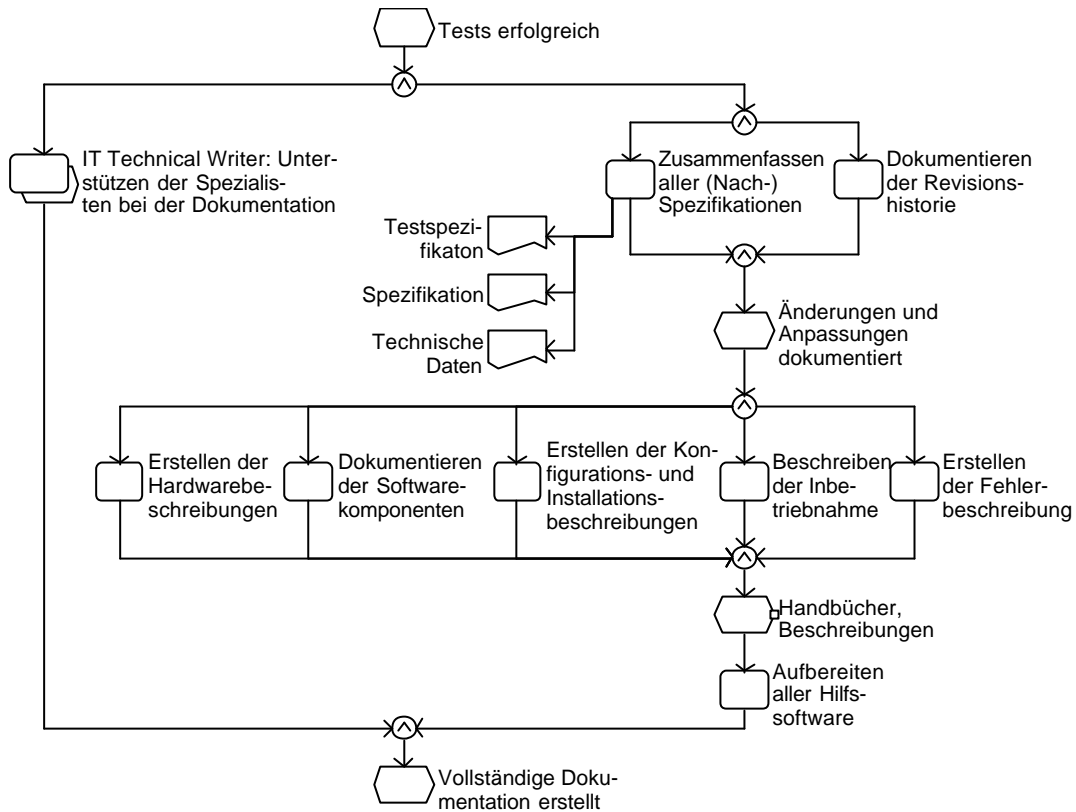 Tests erfolgreich
IT Technical Writer: Unter-
stützen der Spezialis-
ten bei der Dokumentation
Zusammenfassen
aller (Nach-)
Spezifikationen
Dokumentieren
der Revisions-
historie
Testspezi-
fikaton
Spezifikation
Technische
Daten
Änderungen und
Anpassungen
dokumentiert
Erstellen der
Hardwarebe-
schreibungen
Dokumentieren
der Software-
komponenten
Erstellen der Kon-
figurations- und
Installations-
beschreibungen
Beschreiben
der Inbe-
triebnahme
Erstellen
der Fehler-
beschreibung
Handbücher,
Beschreibungen
Aufbereiten
aller Hilfs-
software
Vollständige Doku-
mentation erstellt